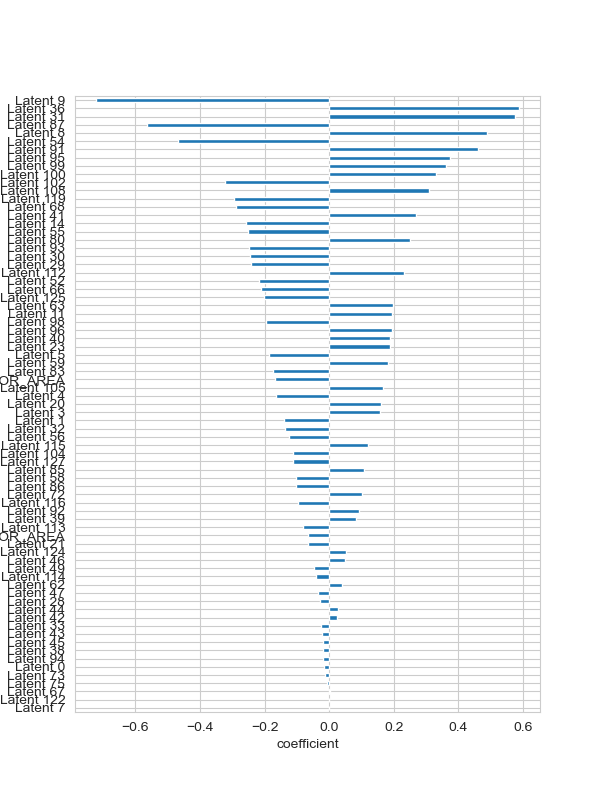 Latent 9
Latent 36
Latent 31
Latent 87
Latent 8
Latent 54
Latent 91
Latent 95
Latent 99
Latent 100
Latent 102
Latent 108
Latent 119
Latent 68
Latent 41
Latent 14
Latent 55
Latent 80
Latent 93
Latent 30
Latent 29
Latent 112
Latent 52
Latent 66
Latent 125
Latent 63
Latent 11
Latent 98
Latent 96
Latent 40
Latent 23
Latent 5
Latent 59
Latent 83
OR_AREA
Latent 105
Latent 4
Latent 20
Latent 3
Latent 1
Latent 32
Latent 56
Latent 115
Latent 104
Latent 127
Latent 85
Latent 58
Latent 86
Latent 72
Latent 116
Latent 92
Latent 39
Latent 113
OR_AREA
Latent 21
Latent 124
Latent 46
Latent 49
Latent 114
Latent 62
Latent 47
Latent 28
Latent 44
Latent 42
Latent 33
Latent 43
Latent 45
Latent 38
Latent 94
Latent 0
Latent 73
Latent 75
Latent 67
Latent 122
Latent 7
−0.6 −0.4 −0.2 0.0 0.2 0.4 0.6
coefficient